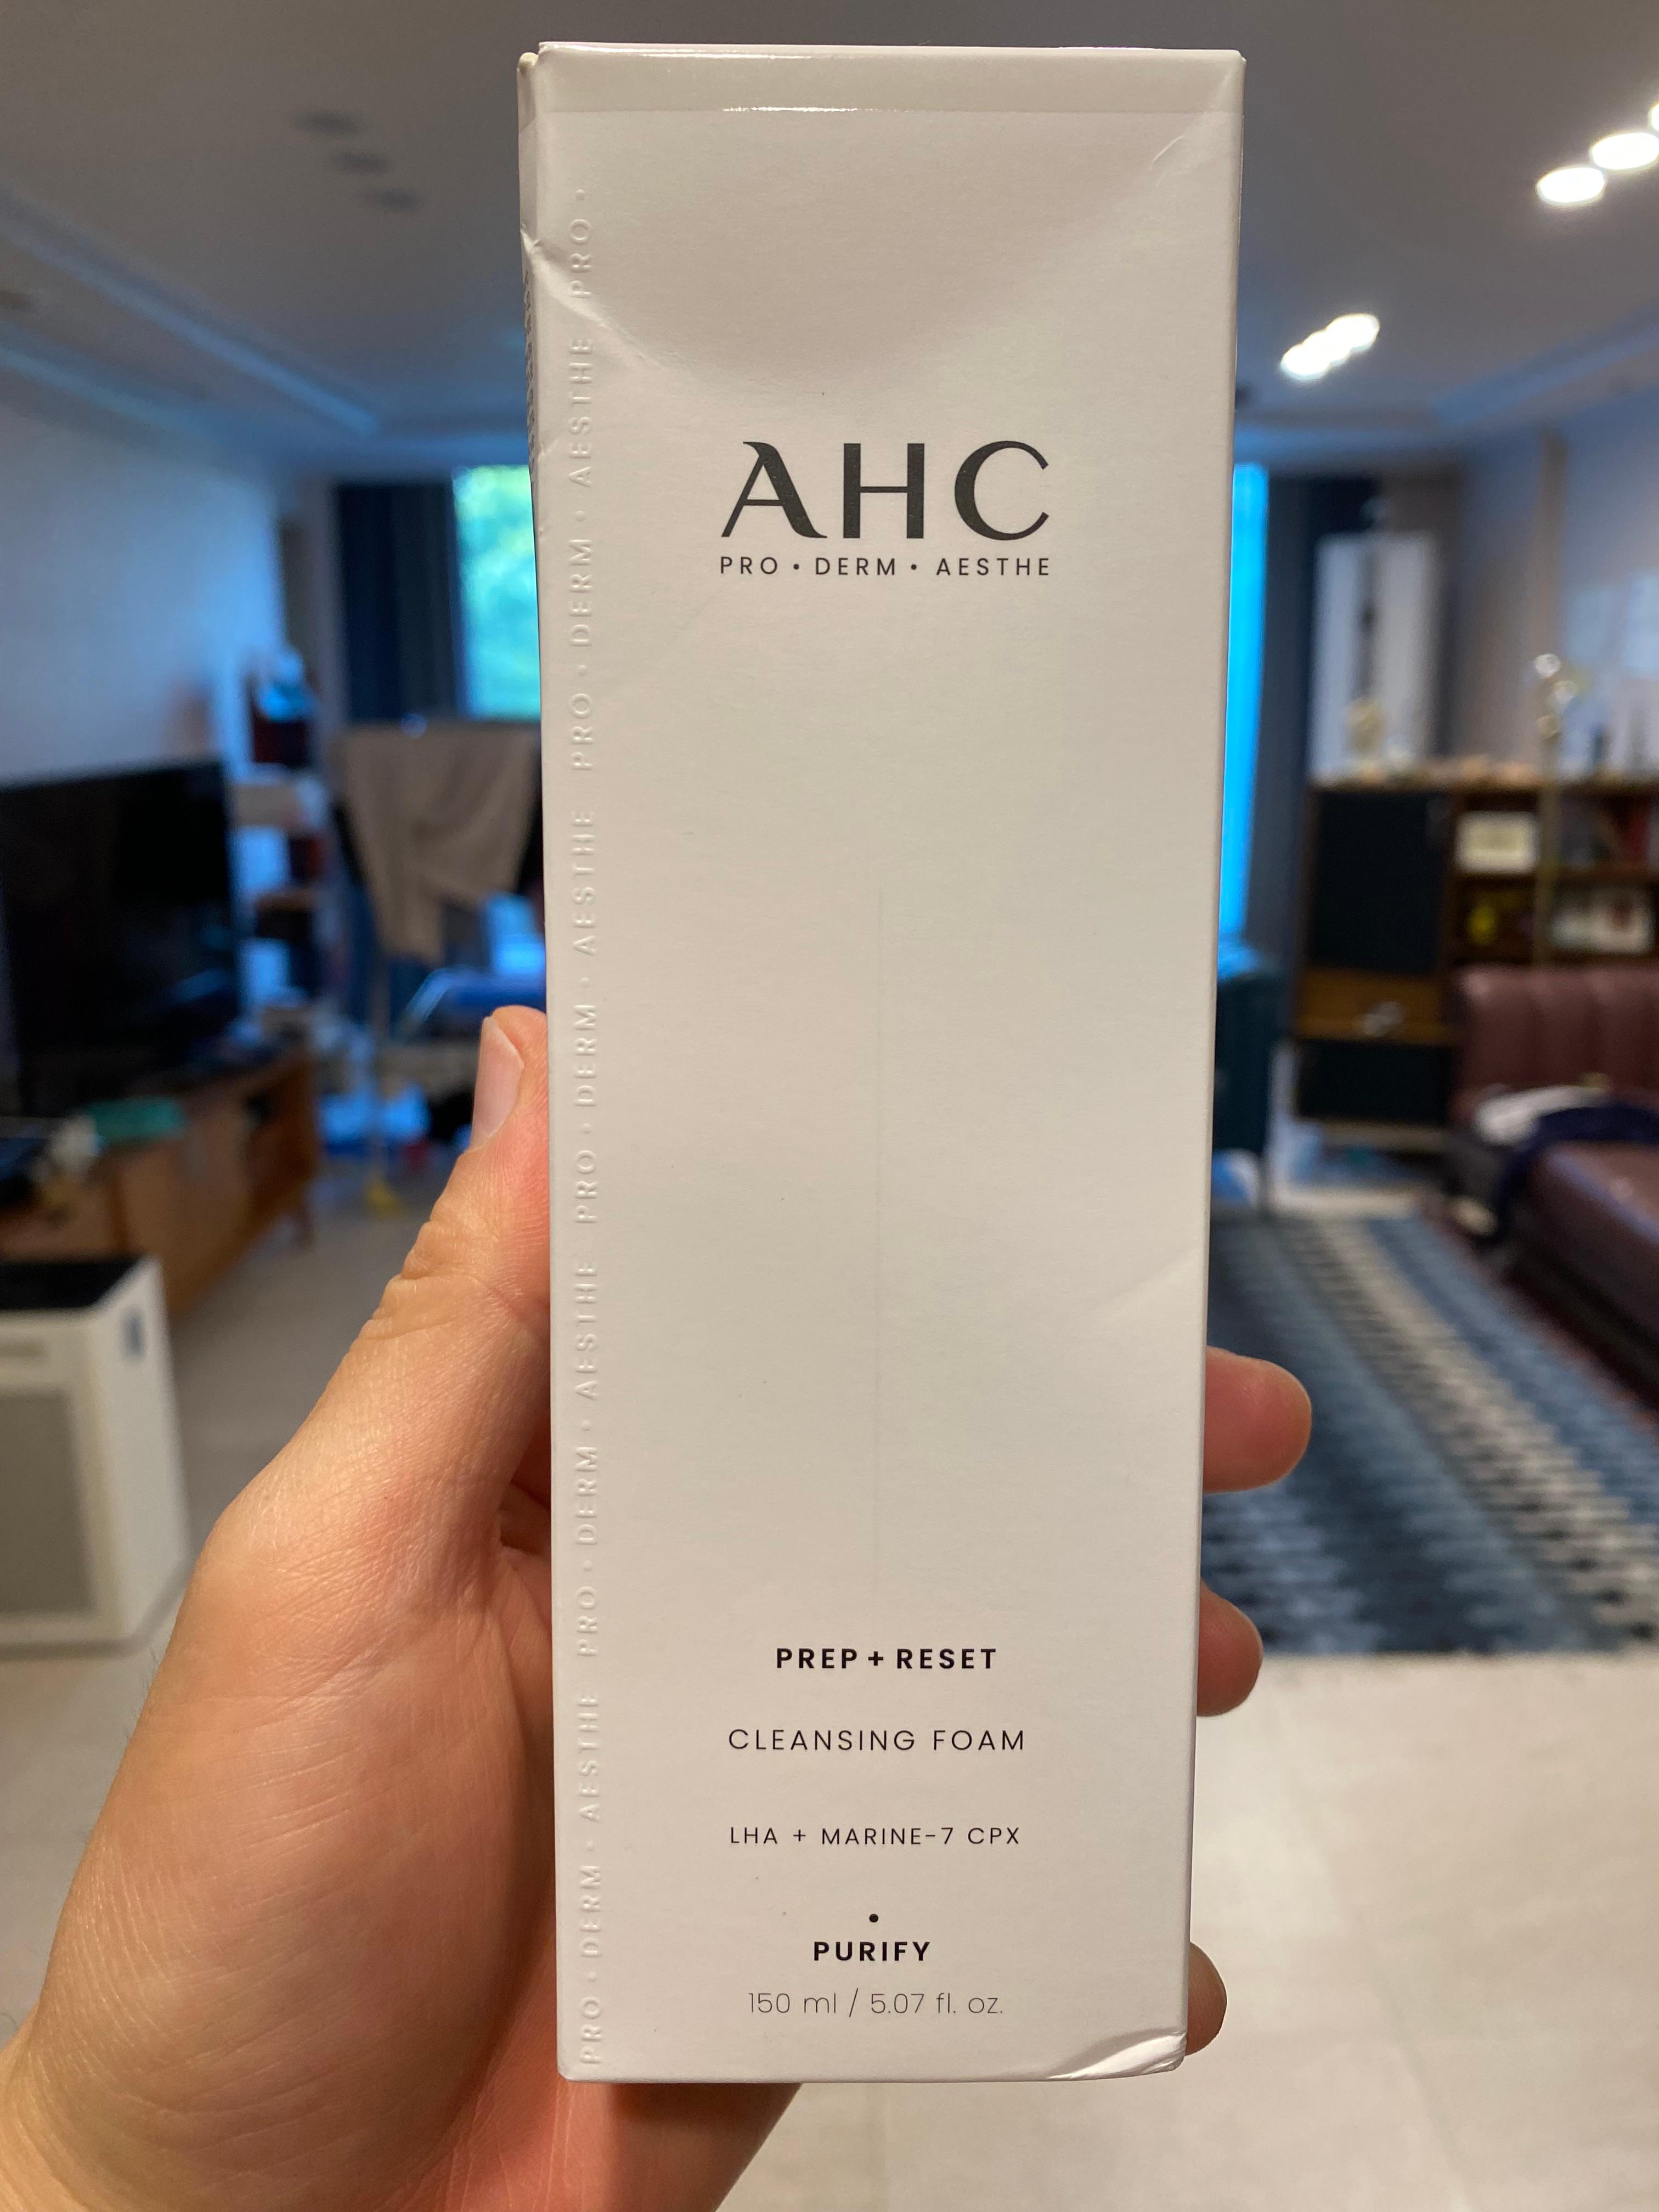 AHC
PRO • DERM • AESTHE
PREP + RESET
CLEANSING FOAM
LHA + MARINE-7 CPX
•
PURIFY
150 ml / 5.07 fl. oz.
PRO • DERM • AESTHE PRO • DERM • AESTHE PRO • DERM • AESTHE PRO • DERM • AESTHE PRO •